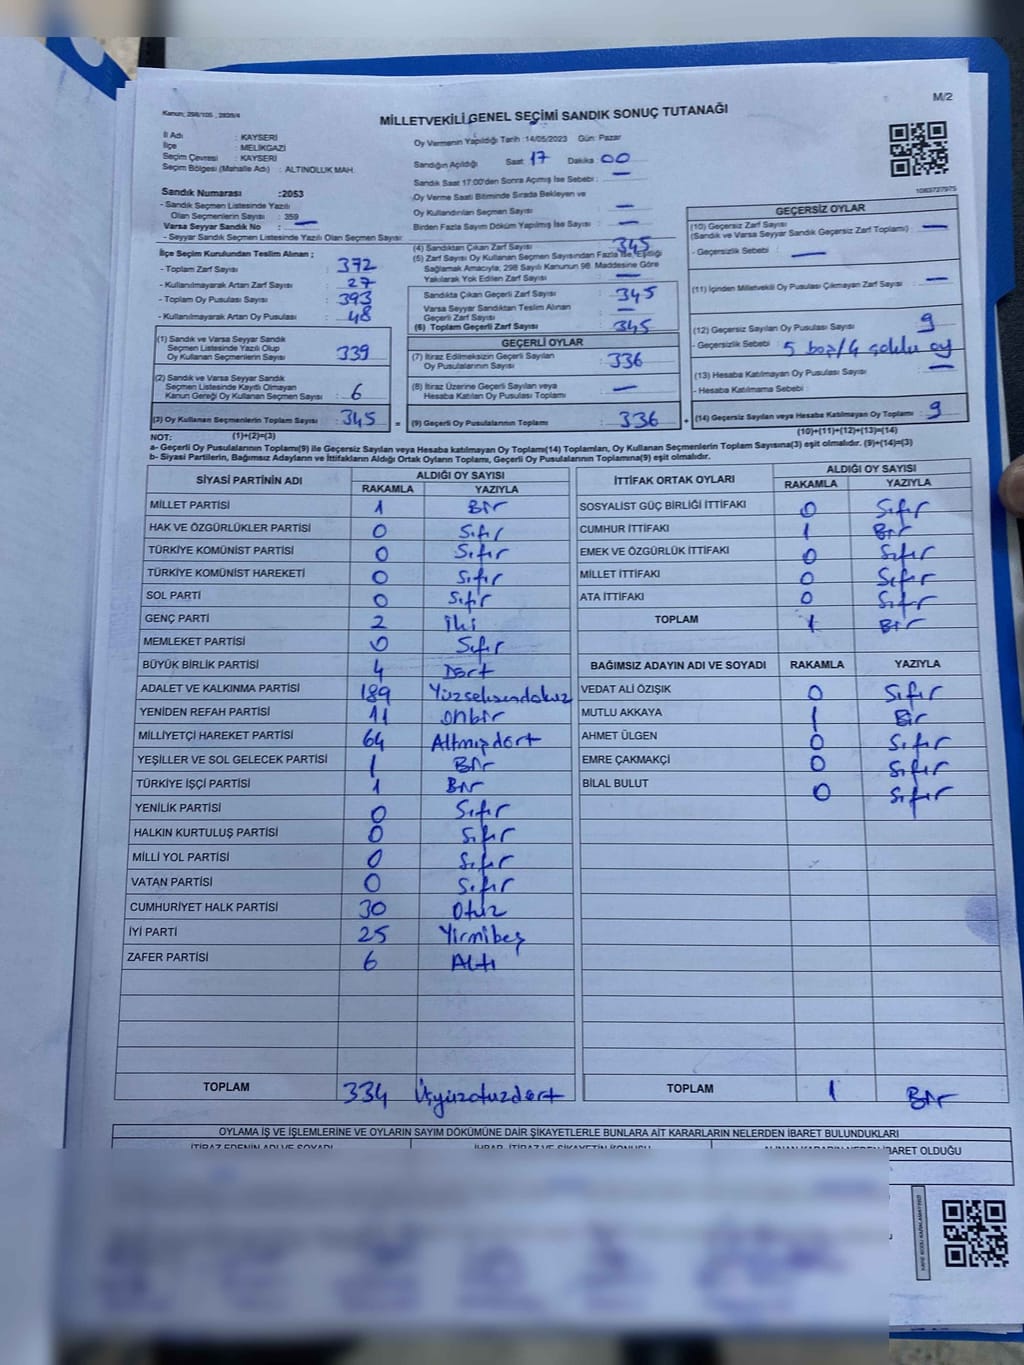 M/2
Kanun; 298/105 , 2839/4
MİLLETVEKİLİ GENEL SEÇİMİ SANDIK SONUÇ TUTANAĞI
İl Adı : KAYSERİ
İlçe : MELİKGAZİ
Seçim Çevresi : KAYSERİ
Seçim Bölgesi (Mahalle Adı) : ALTINOLUK MAH.
Sandık Numarası :2053
- Sandık Seçmen Listesinde Yazılı
Olan Seçmenlerin Sayısı : 359
Varsa Seyyar Sandık No : —
- Seyyar Sandık Seçmen Listesinde Yazılı Olan Seçmen Sayısı:
İlçe Seçim Kurulundan Teslim Alınan ;
- Toplam Zarf Sayısı : 372
- Kullanılmayarak Artan Zarf Sayısı : 27
- Toplam Oy Pusulası Sayısı : 393
- Kullanılmayarak Artan Oy Pusulası : 48
(1) Sandık ve Varsa Seyyar Sandık
Seçmen Listesinde Yazılı Olup
Oy Kullanan Seçmenlerin Sayısı : 339
(2) Sandık ve Varsa Seyyar Sandık
Seçmen Listesinde Kayıtlı Olmayan
Kanun Gereği Oy Kullanan Seçmen Sayısı : 6
(3) Oy Kullanan Seçmenlerin Toplam Sayısı : 345
Oy Vermenin Yapıldığı Tarih :14/05/2023 Gün: Pazar
Sandığın Açıldığı Saat: 17 Dakika: 00
Sandık Saat 17:00'den Sonra Açılmış İse Sebebi : —
Oy Verme Saati Bitiminde Sırada Bekleyen ve
Oy Kullandırılan Seçmen Sayısı : —
Birden Fazla Sayım Döküm Yapılmış İse Sayısı : —
(4) Sandıktan Çıkan Zarf Sayısı : 345
(5) Zarf Sayısı Oy Kullanan Seçmen Sayısından Fazla İse, Eşitliği
Sağlamak Amacıyla; 298 Sayılı Kanunun 98. Maddesine Göre
Yakılarak Yok Edilen Zarf Sayısı : —
Sandıkta Çıkan Geçerli Zarf Sayısı : 345
Varsa Seyyar Sandıktan Teslim Alınan
Geçerli Zarf Sayısı : —
(6) Toplam Geçerli Zarf Sayısı : 345
GEÇERLİ OYLAR
(7) İtiraz Edilmeksizin Geçerli Sayılan
Oy Pusulalarının Sayısı : 336
(8) İtiraz Üzerine Geçerli Sayılan veya
Hesaba Katılan Oy Pusulası Toplamı : —
= (9) Geçerli Oy Pusulalarının Toplamı : 336
1083727975
GEÇERSİZ OYLAR
(10) Geçersiz Zarf Sayısı
(Sandık ve Varsa Seyyar Sandık Geçersiz Zarf Toplamı) : —
- Geçersizlik Sebebi : —
(11) İçinden Milletvekili Oy Pusulası Çıkmayan Zarf Sayısı : —
(12) Geçersiz Sayılan Oy Pusulası Sayısı : 9
- Geçersizlik Sebebi : 5 boş/4 çoklu oy
(13) Hesaba Katılmayan Oy Pusulası Sayısı : —
- Hesaba Katılmama Sebebi :
+ (14) Geçersiz Sayılan veya Hesaba Katılmayan Oy Toplamı : 9
NOT: (1)+(2)=(3) (10)+(11)+(12)+(13)=(14)
a- Geçerli Oy Pusulalarının Toplamı(9) ile Geçersiz Sayılan veya Hesaba katılmayan Oy Toplamı(14) Toplamları, Oy Kullanan Seçmenlerin Toplam Sayısına(3) eşit olmalıdır. (9)+(14)=(3)
b- Siyasi Partilerin, Bağımsız Adayların ve İttifakların Aldığı Ortak Oyların Toplamı, Geçerli Oy Pusulalarının Toplamına(9) eşit olmalıdır.
SİYASİ PARTİNİN ADI ALDIĞI OY SAYISI
RAKAMLA YAZIYLA
MİLLET PARTİSİ 1 Bir
HAK VE ÖZGÜRLÜKLER PARTİSİ 0 Sıfır
TÜRKİYE KOMÜNİST PARTİSİ 0 Sıfır
TÜRKİYE KOMÜNİST HAREKETİ 0 Sıfır
SOL PARTİ 0 Sıfır
GENÇ PARTİ 2 İki
MEMLEKET PARTİSİ 0 Sıfır
BÜYÜK BİRLİK PARTİSİ 4 Dört
ADALET VE KALKINMA PARTİSİ 189 Yüzseksendokuz
YENİDEN REFAH PARTİSİ 11 Onbir
MİLLİYETÇİ HAREKET PARTİSİ 64 Altmışdört
YEŞİLLER VE SOL GELECEK PARTİSİ 1 Bir
TÜRKİYE İŞÇİ PARTİSİ 1 Bir
YENİLİK PARTİSİ 0 Sıfır
HALKIN KURTULUŞ PARTİSİ 0 Sıfır
MİLLİ YOL PARTİSİ 0 Sıfır
VATAN PARTİSİ 0 Sıfır
CUMHURİYET HALK PARTİSİ 30 Otuz
İYİ PARTİ 25 Yirmibeş
ZAFER PARTİSİ 6 Altı
TOPLAM 334 Üçyüzotuzdört
İTTİFAK ORTAK OYLARI ALDIĞI OY SAYISI
RAKAMLA YAZIYLA
SOSYALİST GÜÇ BİRLİĞİ İTTİFAKI 0 Sıfır
CUMHUR İTTİFAKI 1 Bir
EMEK VE ÖZGÜRLÜK İTTİFAKI 0 Sıfır
MİLLET İTTİFAKI 0 Sıfır
ATA İTTİFAKI 0 Sıfır
TOPLAM 1 Bir
BAĞIMSIZ ADAYIN ADI VE SOYADI RAKAMLA YAZIYLA
VEDAT ALİ ÖZIŞIK 0 Sıfır
MUTLU AKKAYA 1 Bir
AHMET ÜLGEN 0 Sıfır
EMRE ÇAKMAKÇİ 0 Sıfır
BİLAL BULUT 0 Sıfır
TOPLAM 1 Bir
OYLAMA İŞ VE İŞLEMLERİNE VE OYLARIN SAYIM DÖKÜMÜNE DAİR ŞİKAYETLERLE BUNLARA AİT KARARLARIN NELERDEN İBARET BULUNDUKLARI
İTİRAZ EDENİN ADI VE SOYADI İHBAR, İTİRAZ VE ŞİKAYETİN KONUSU ALINAN KARARIN NEDEN İBARET OLDUĞU